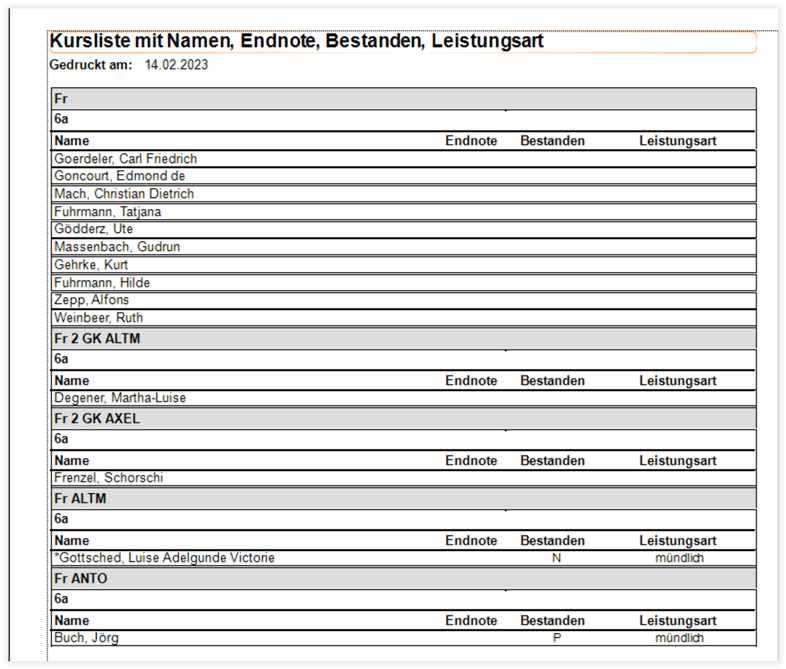 Kursliste mit Namen, Endnote, Bestanden, Leistungsart
Gedruckt am: 14.02.2023
Fr
6a
Name Endnote Bestanden Leistungsart
Goerdeler, Carl Friedrich
Goncourt, Edmond de
Mach, Christian Dietrich
Fuhrmann, Tatjana
Gödderz, Ute
Massenbach, Gudrun
Gehrke, Kurt
Fuhrmann, Hilde
Zepp, Alfons
Weinbeer, Ruth
Fr 2 GK ALTM
6a
Name Endnote Bestanden Leistungsart
Degener, Martha-Luise
Fr 2 GK AXEL
6a
Name Endnote Bestanden Leistungsart
Frenzel, Schorschi
Fr ALTM
6a
Name Endnote Bestanden Leistungsart
*Gottsched, Luise Adelgunde Victorie N mündlich
Fr ANTO
6a
Name Endnote Bestanden Leistungsart
Buch, Jörg P mündlich